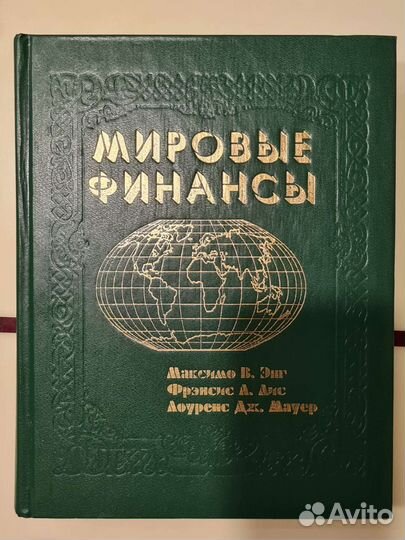 МИРОВЫЕ
ФИНАНСЫ
Максимо В. Энг
Фрэнсис А. Лис
Лоуренс Дж. Мауер
Avito